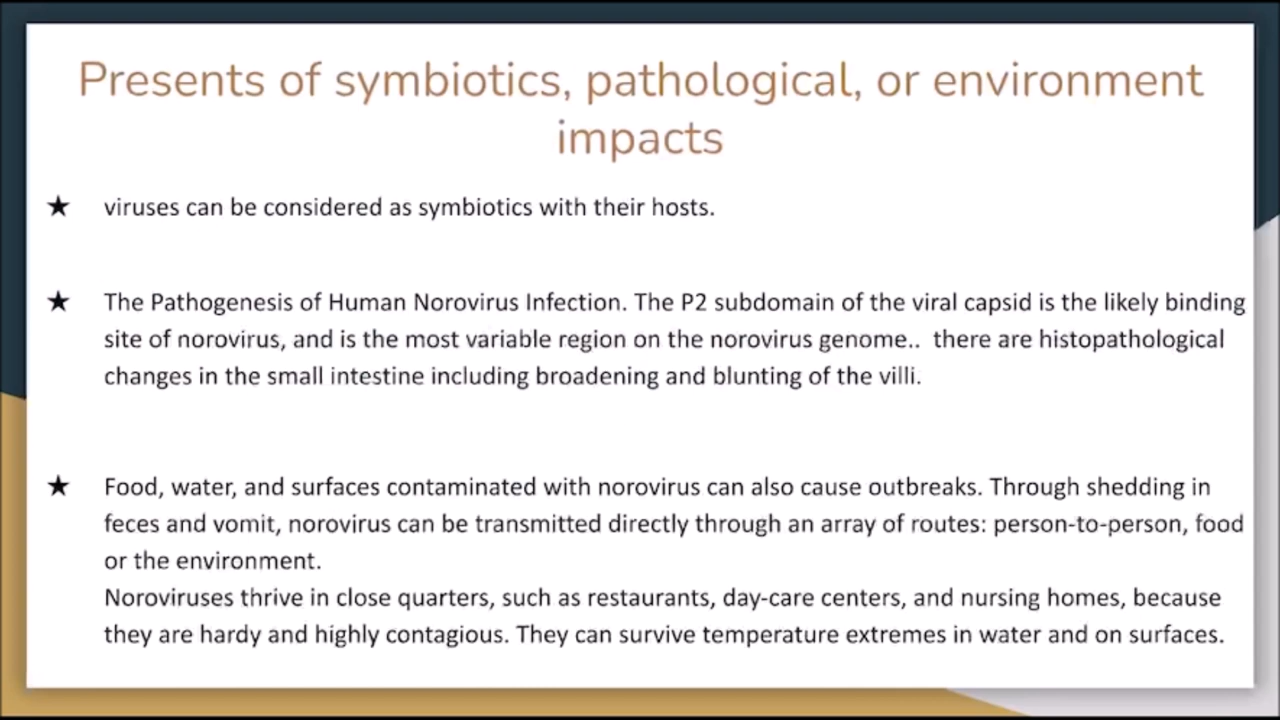 Presents of symbiotics, pathological, or environment
impacts
★ viruses can be considered as symbiotics with their hosts.
★ The Pathogenesis of Human Norovirus Infection. The P2 subdomain of the viral capsid is the likely binding
site of norovirus, and is the most variable region on the norovirus genome.. there are histopathological
changes in the small intestine including broadening and blunting of the villi.
★ Food, water, and surfaces contaminated with norovirus can also cause outbreaks. Through shedding in
feces and vomit, norovirus can be transmitted directly through an array of routes: person-to-person, food
or the environment.
Noroviruses thrive in close quarters, such as restaurants, day-care centers, and nursing homes, because
they are hardy and highly contagious. They can survive temperature extremes in water and on surfaces.